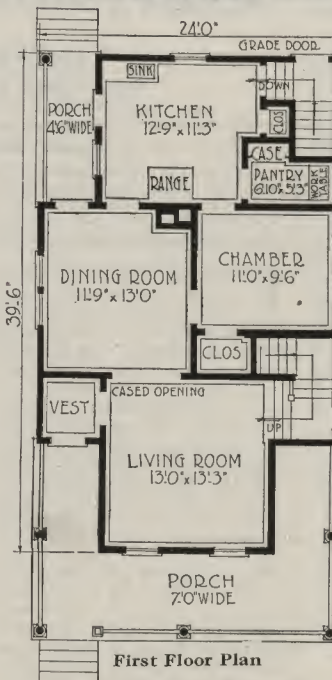 24'0"
GRADE DOOR
SINK
DOWN
PORCH
4'6" WIDE
KITCHEN
12'9" x 11'3"
CLOS
CASE
RANGE
PANTRY
6'10" x 5'3"
WORK
TABLE
39'-6"
DINING ROOM
11'9" x 13'0"
CHAMBER
11'0" x 9'6"
CLOS
VEST
CASED OPENING
UP
LIVING ROOM
13'0" x 13'3"
PORCH
7'0" WIDE
First Floor Plan